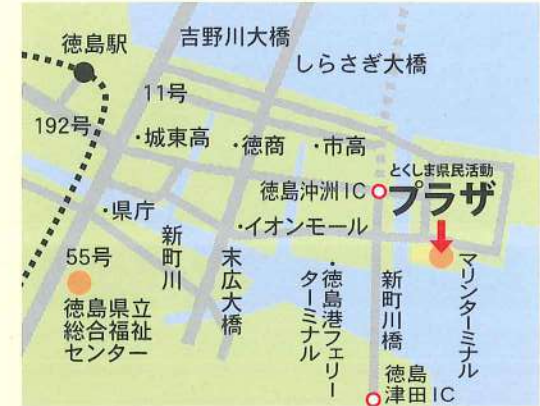 吉野川大橋
徳島駅
しらさぎ大橋
11号
192号
・城東高
・徳商
・市高
とくしま県民活動
プラザ
徳島沖洲IC
・県庁
・イオンモール
新町川
末広大橋
・徳島港フェリー
ターミナル
新町川橋
マリンターミナル
55号
徳島県立
総合福祉
センター
徳島
津田IC